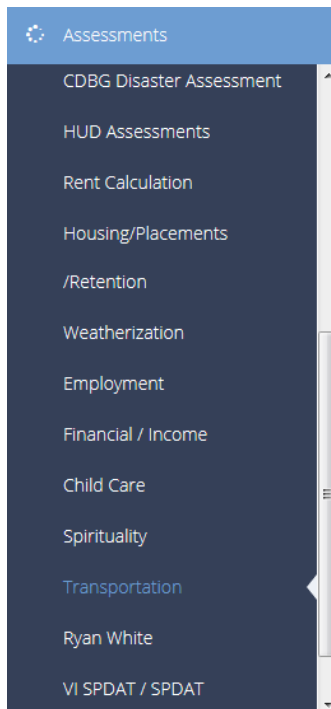 Assessments
CDBG Disaster Assessment
HUD Assessments
Rent Calculation
Housing/Placements
/Retention
Weatherization
Employment
Financial / Income
Child Care
Spirituality
Transportation
Ryan White
VI SPDAT / SPDAT